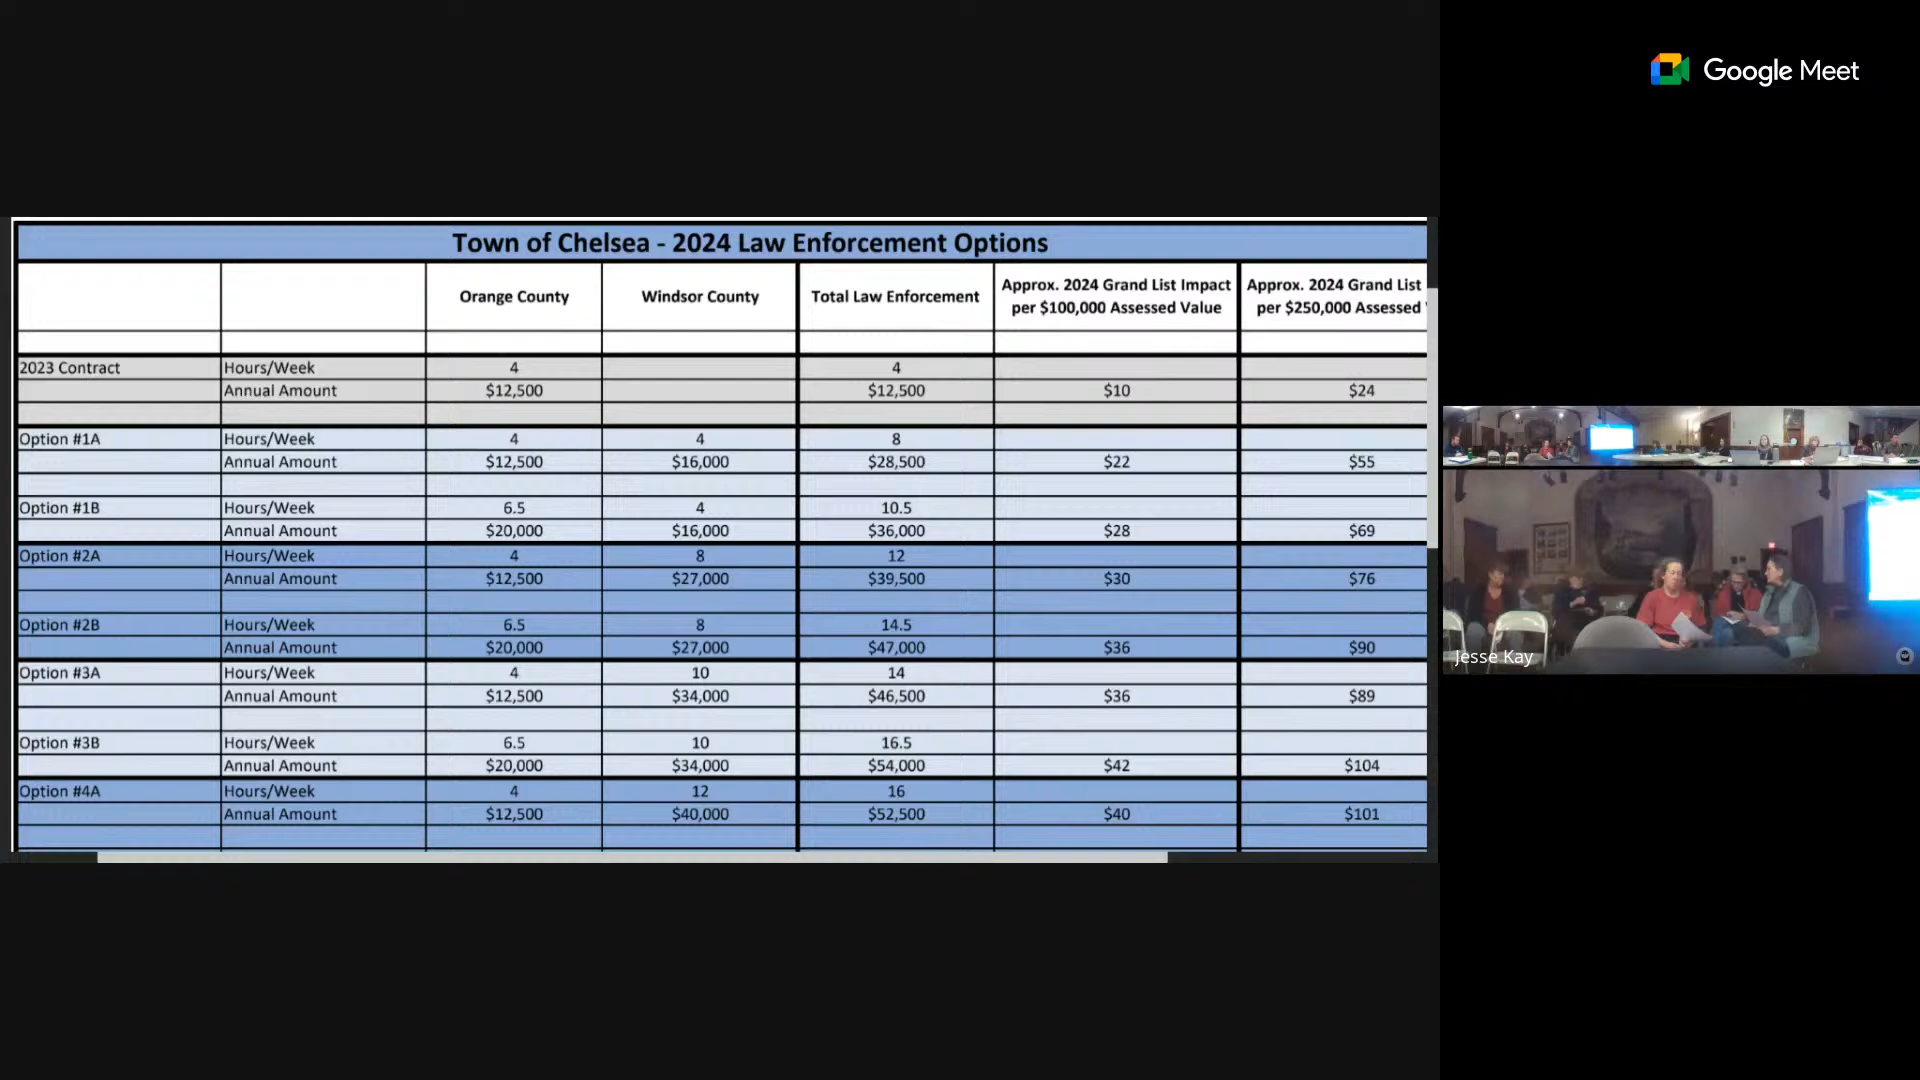 Google Meet
Town of Chelsea - 2024 Law Enforcement Options
Orange County Windsor County Total Law Enforcement Approx. 2024 Grand List Impact per $100,000 Assessed Value Approx. 2024 Grand List per $250,000 Assessed
2023 Contract Hours/Week 4 4
Annual Amount $12,500 $12,500 $10 $24
Option #1A Hours/Week 4 4 8
Annual Amount $12,500 $16,000 $28,500 $22 $55
Option #1B Hours/Week 6.5 4 10.5
Annual Amount $20,000 $16,000 $36,000 $28 $69
Option #2A Hours/Week 4 8 12
Annual Amount $12,500 $27,000 $39,500 $30 $76
Option #2B Hours/Week 6.5 8 14.5
Annual Amount $20,000 $27,000 $47,000 $36 $90
Option #3A Hours/Week 4 10 14
Annual Amount $12,500 $34,000 $46,500 $36 $89
Option #3B Hours/Week 6.5 10 16.5
Annual Amount $20,000 $34,000 $54,000 $42 $104
Option #4A Hours/Week 4 12 16
Annual Amount $12,500 $40,000 $52,500 $40 $101
Jesse Kay